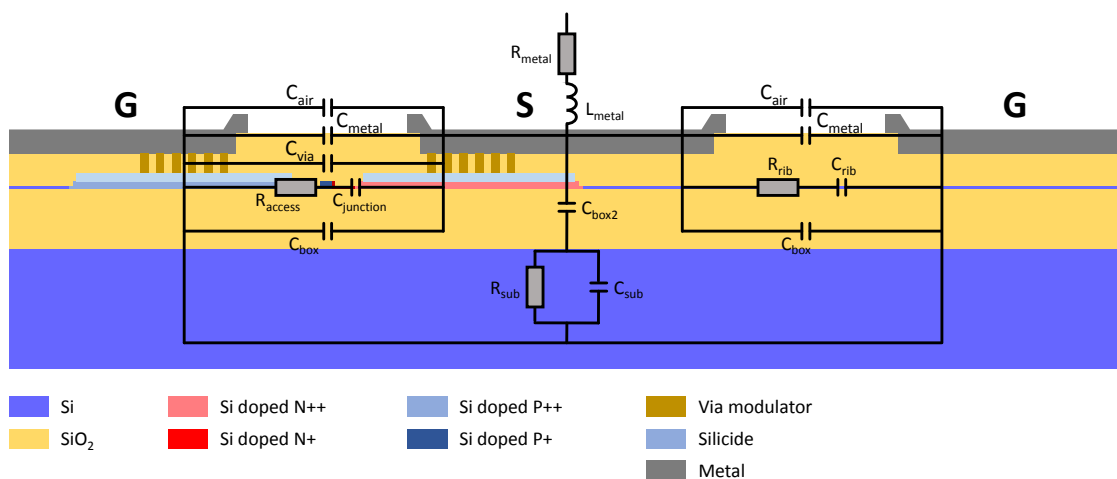 R_metal
G
S
G
C_air
L_metal
C_air
C_metal
C_metal
C_via
R_rib
C_rib
R_access
C_junction
C_box2
C_box
C_box
R_sub
C_sub
Si
Si doped N++
Si doped P++
Via modulator
SiO₂
Si doped N+
Si doped P+
Silicide
Metal